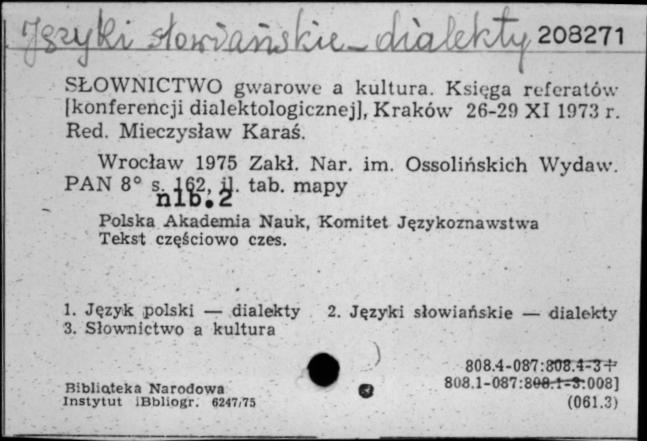 Języki słowiańskie – dialekty 208271
SŁOWNICTWO gwarowe a kultura. Księga referatów
[konferencji dialektologicznej], Kraków 26-29 XI 1973 r.
Red. Mieczysław Karaś.
Wrocław 1975 Zakł. Nar. im. Ossolińskich Wydaw.
PAN 8° s. 162, il. tab. mapy
nlb. 2
Polska Akademia Nauk, Komitet Językoznawstwa
Tekst częściowo czes.
1. Język polski — dialekty 2. Języki słowiańskie — dialekty
3. Słownictwo a kultura
808.4-087:808.4-3+
808.1-087:808.1-3:008]
(061.3)
Biblioteka Narodowa
Instytut Bibliogr. 6247/75